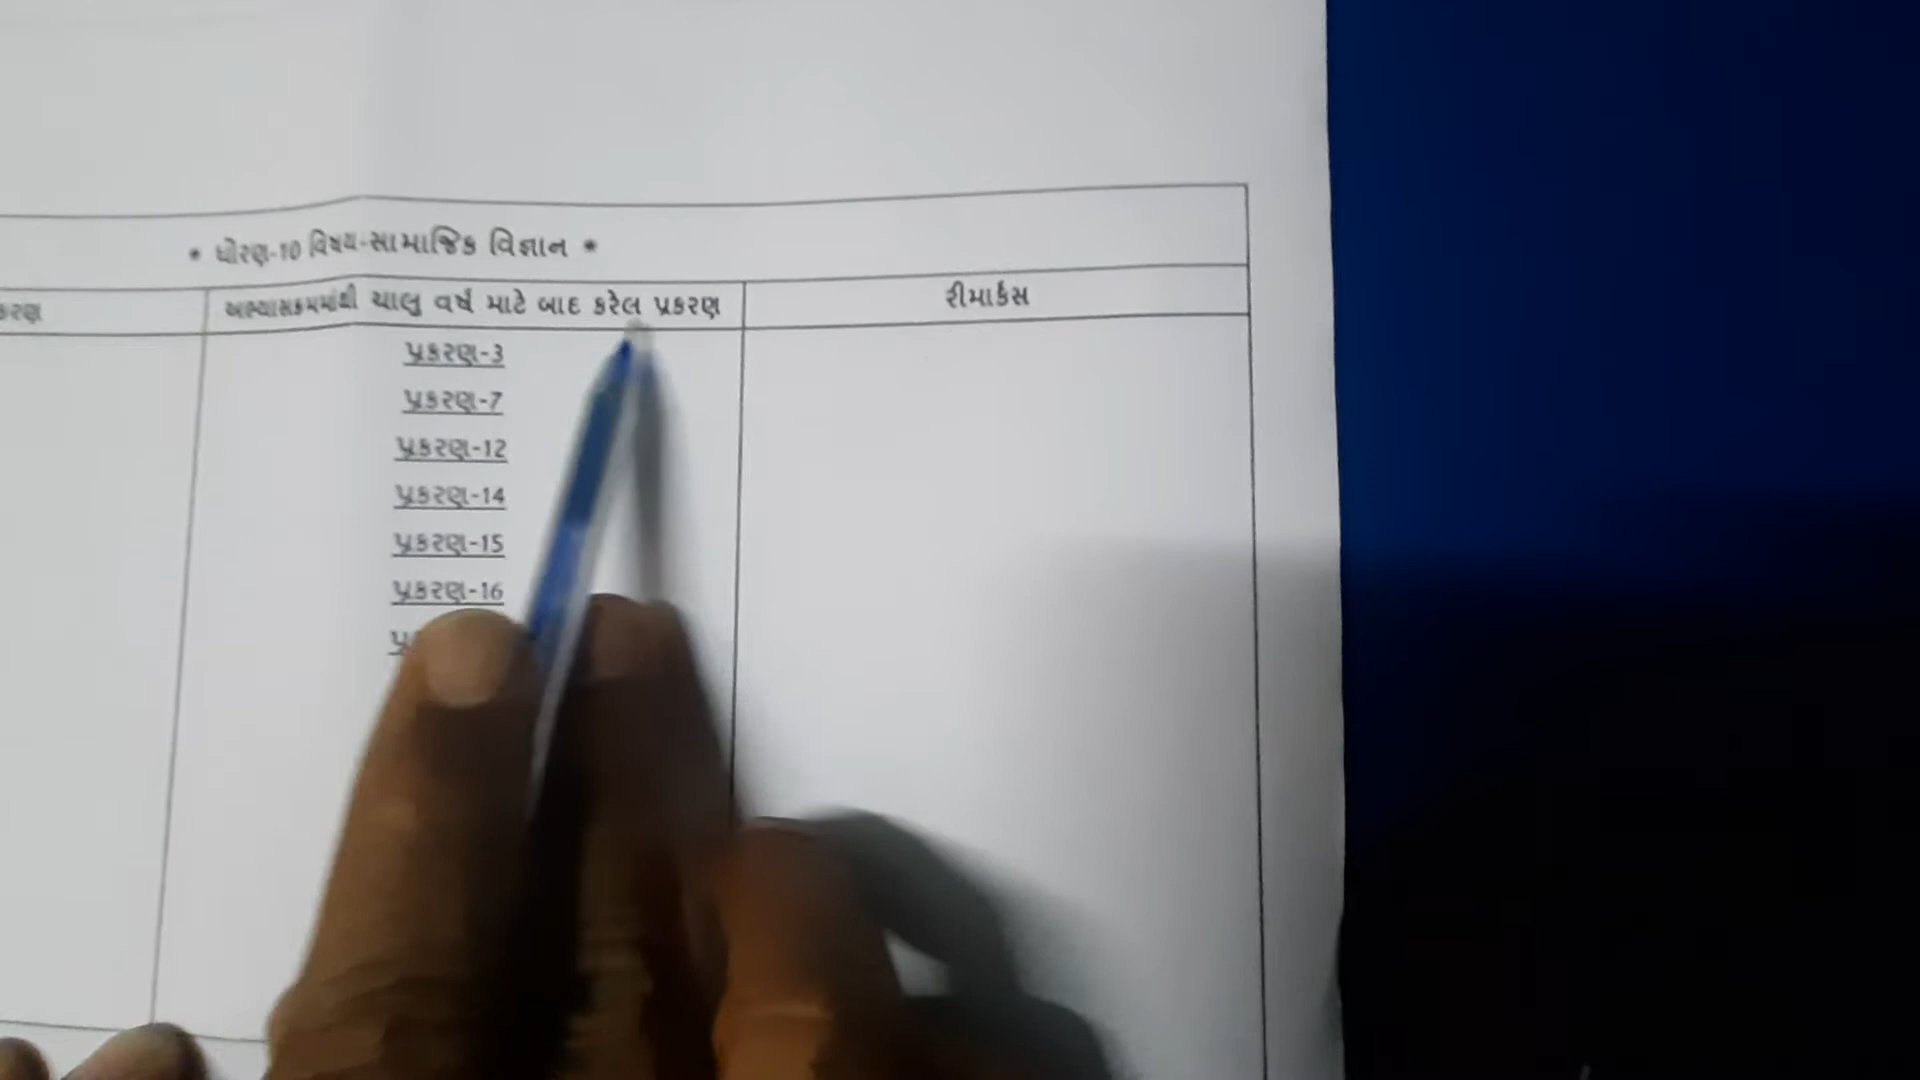 * ધોરણ-10 વિષય-સામાજિક વિજ્ઞાન *
અભ્યાસક્રમમાંથી ચાલુ વર્ષ માટે બાદ કરેલ પ્રકરણ
રીમાર્કસ
પ્રકરણ-3
પ્રકરણ-7
પ્રકરણ-12
પ્રકરણ-14
પ્રકરણ-15
પ્રકરણ-16